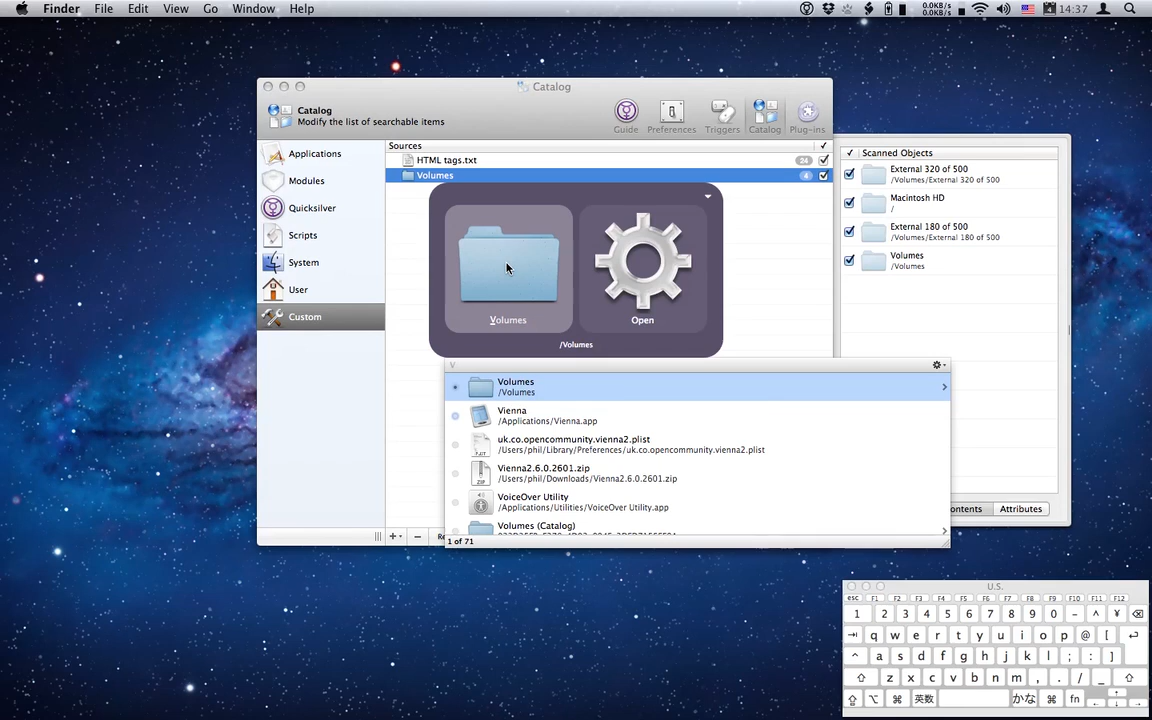 Finder File Edit View Go Window Help
0.0KB/s
0.0KB/s
14:37
Catalog
Catalog
Modify the list of searchable items
Guide Preferences Triggers Catalog Plug-ins
Applications
Modules
Quicksilver
Scripts
System
User
Custom
Sources
HTML tags.txt 24
Volumes 4
Scanned Objects
External 320 of 500
/Volumes/External 320 of 500
Macintosh HD
/
External 180 of 500
/Volumes/External 180 of 500
Volumes
/Volumes
Attributes
Volumes
Open
/Volumes
V
Volumes
/Volumes
Vienna
/Applications/Vienna.app
uk.co.opencommunity.vienna2.plist
/Users/phil/Library/Preferences/uk.co.opencommunity.vienna2.plist
Vienna2.6.0.2601.zip
/Users/phil/Downloads/Vienna2.6.0.2601.zip
VoiceOver Utility
/Applications/Utilities/VoiceOver Utility.app
Volumes (Catalog)
1 of 71
U.S.
esc F1 F2 F3 F4 F5 F6 F7 F8 F9 F10 F11 F12
1 2 3 4 5 6 7 8 9 0 - ^ ¥
q w e r t y u i o p @ [
^ a s d f g h j k l ; : ]
z x c v b n m , . / _
英数 かな fn